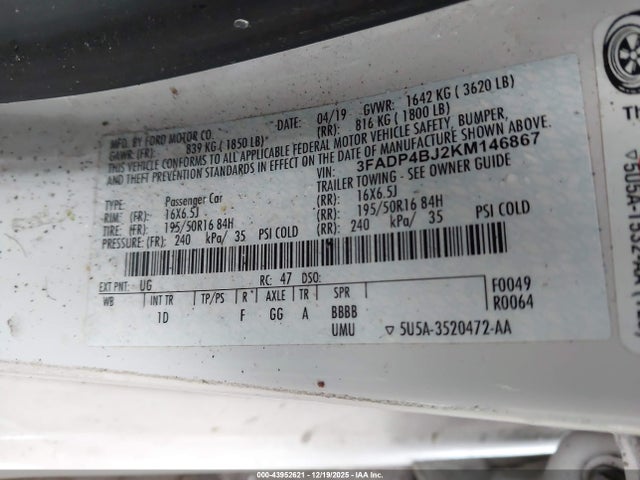 MFD. BY FORD MOTOR CO. DATE: 04/19 GVWR: 1642 KG ( 3620 LB)
GAWR: (FR): 839 KG ( 1850 LB) (RR): 816 KG ( 1800 LB)
THIS VEHICLE CONFORMS TO ALL APPLICABLE FEDERAL MOTOR VEHICLE SAFETY, BUMPER,
AND THEFT PREVENTION STANDARDS IN EFFECT ON THE DATE OF MANUFACTURE SHOWN ABOVE.
VIN: 3FADP4BJ2KM146867
TYPE: Passenger Car TRAILER TOWING - SEE OWNER GUIDE
RIME (FR): 16X6.5J (RR): 16X6.5J
TIRE: (FR): 195/50R16 84H (RR): 195/50R16 84H
PRESSURE: (FR) 240 kPa/ 35 PSI COLD (RR): 240 kPa/ 35 PSI COLD
EXT PNT: UG RC: 47 DSO: F0049
WB INT TR TP/PS R AXLE TR SPR R0064
1D F GG A BBBB
UMU ▽ 5U5A-3520472-AA
000-43952621 - 12/19/2025 - IAA Inc.